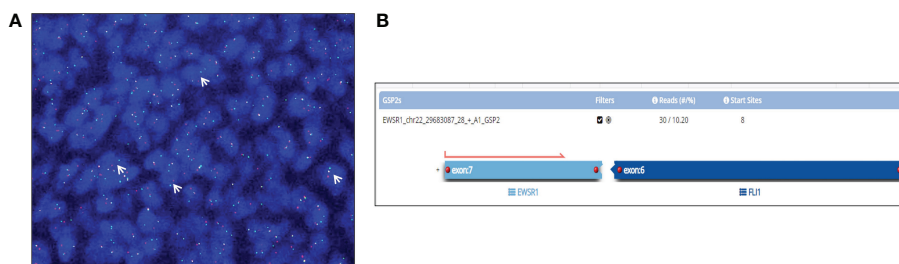 A
B
GSP2s Filters Reads (#/%) Start Sites
EWSR1_chr22_29683087_28_+_A1_GSP2 30 / 10.20 8
exon:7 exon:6
EWSR1 FLI1